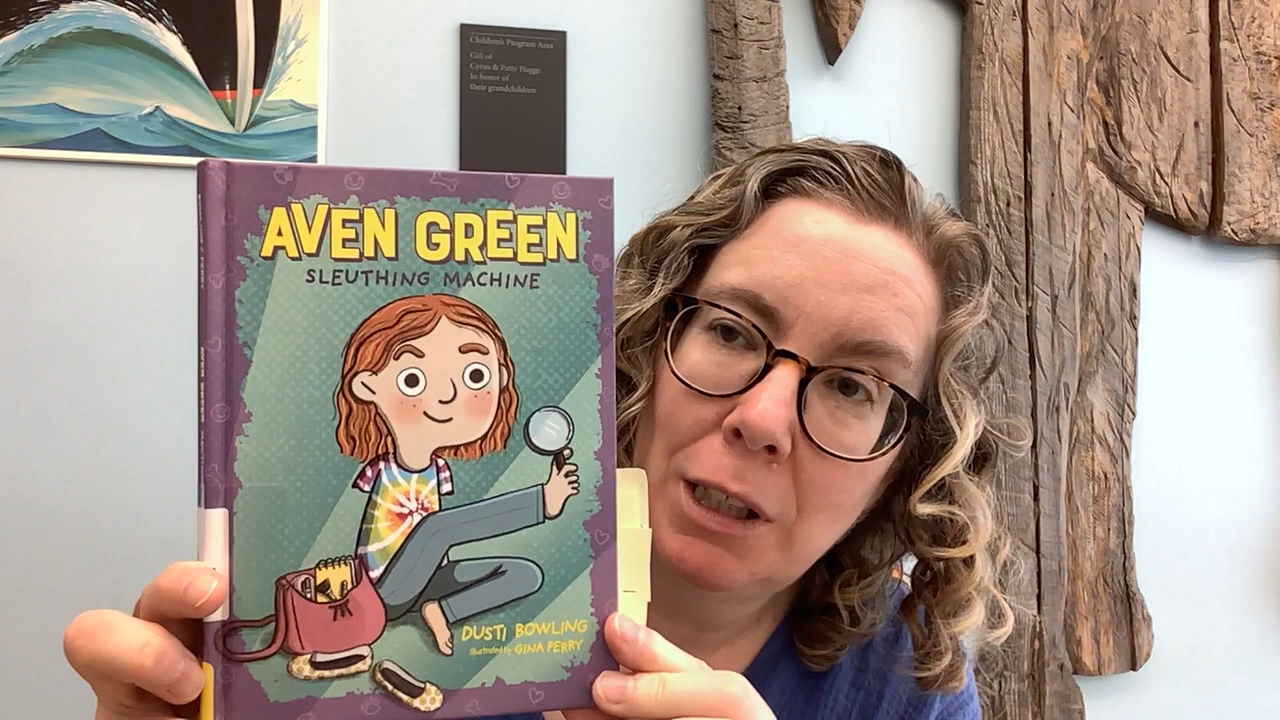 Children's Program Area
Gift of
Cyrus & Patty Hagge
In honor of
their grandchildren
AVEN GREEN
SLEUTHING MACHINE
DUSTI BOWLING
Illustrated by GINA PERRY